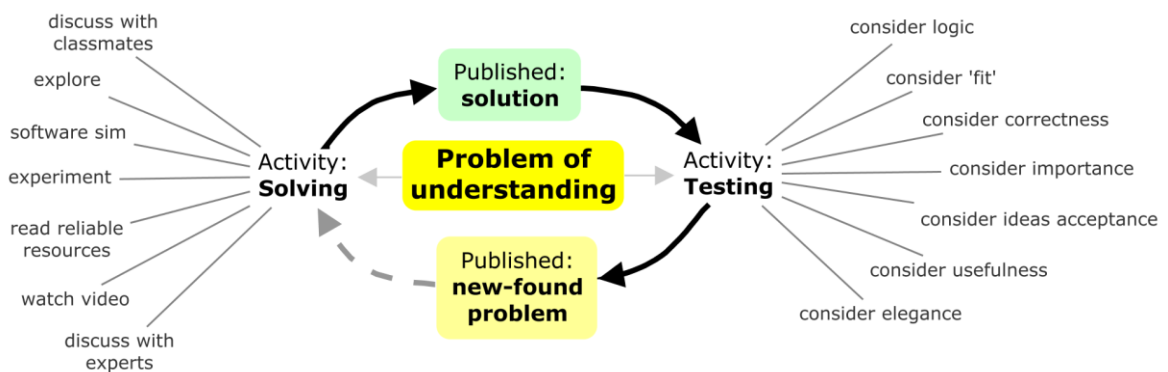 discuss with
classmates
explore
software sim
experiment
read reliable
resources
watch video
discuss with
experts
Activity:
Solving
Published:
solution
Problem of
understanding
Published:
new-found
problem
Activity:
Testing
consider logic
consider 'fit'
consider correctness
consider importance
consider ideas acceptance
consider usefulness
consider elegance